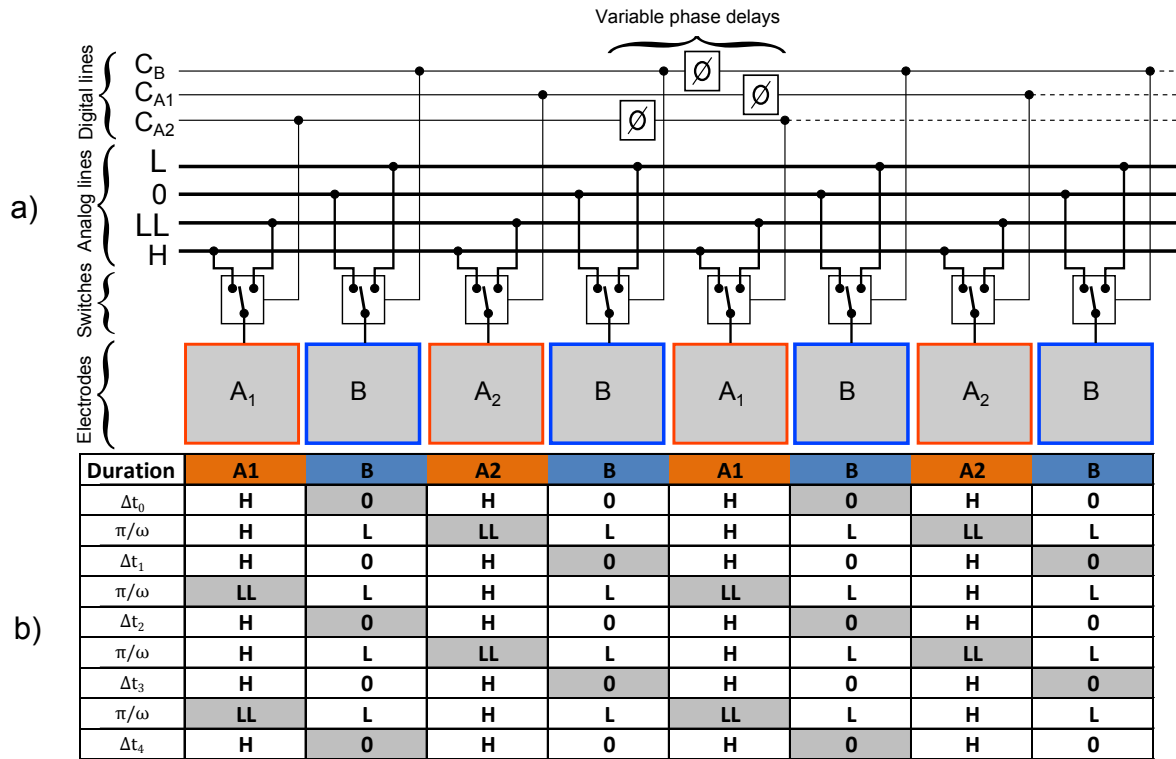 Variable phase delays
Digital lines
C_B
C_A1
C_A2
Ø
Ø
Ø
a)
Analog lines
L
0
LL
H
Switches
Electrodes
A₁ B A₂ B A₁ B A₂ B
b)
Duration A1 B A2 B A1 B A2 B
Δt₀ H 0 H 0 H 0 H 0
π/ω H L LL L H L LL L
Δt₁ H 0 H 0 H 0 H 0
π/ω LL L H L LL L H L
Δt₂ H 0 H 0 H 0 H 0
π/ω H L LL L H L LL L
Δt₃ H 0 H 0 H 0 H 0
π/ω LL L H L LL L H L
Δt₄ H 0 H 0 H 0 H 0